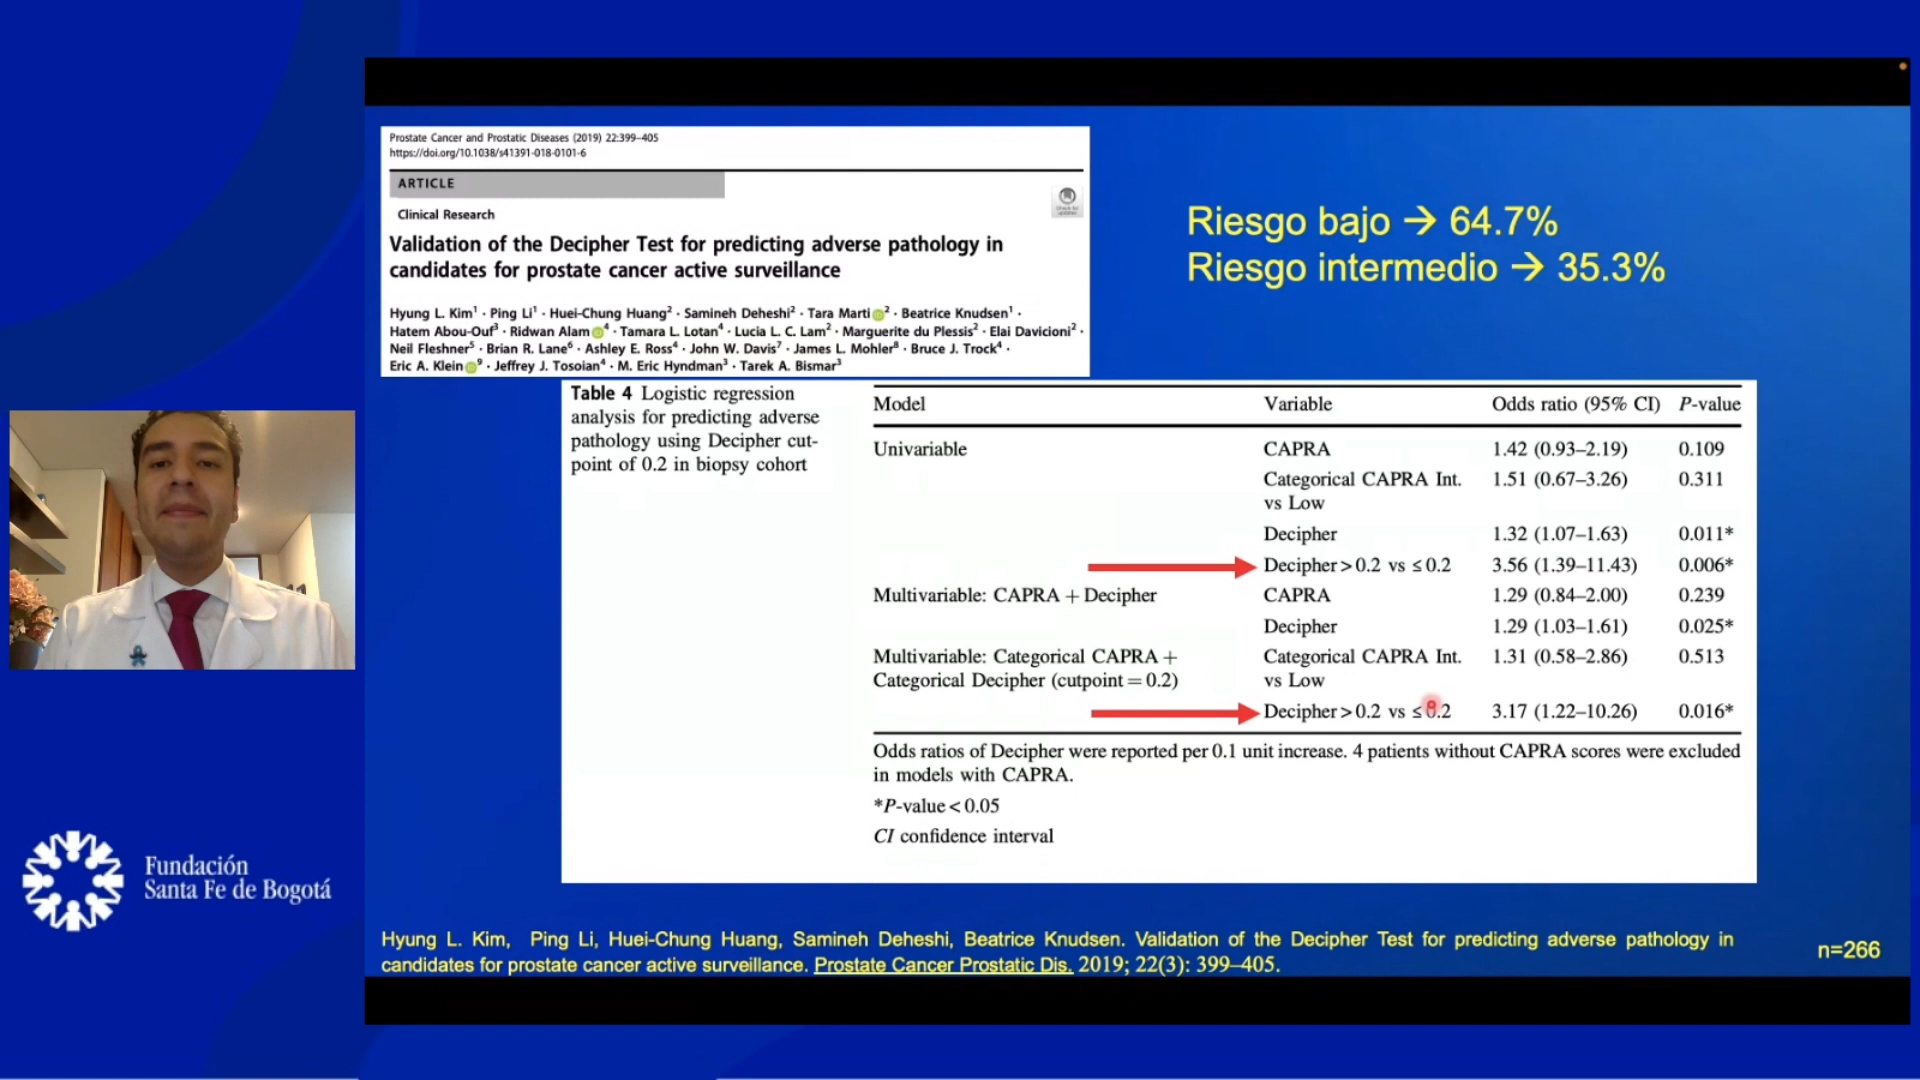 Prostate Cancer and Prostatic Diseases (2019) 22:399–405
https://doi.org/10.1038/s41391-018-0101-6
ARTICLE
Clinical Research
Validation of the Decipher Test for predicting adverse pathology in
candidates for prostate cancer active surveillance
Hyung L. Kim¹ · Ping Li¹ · Huei-Chung Huang² · Samineh Deheshi² · Tara Marti² · Beatrice Knudsen¹ ·
Hatem Abou-Ouf³ · Ridwan Alam⁴ · Tamara L. Lotan⁴ · Lucia L. C. Lam² · Marguerite du Plessis² · Elai Davicioni² ·
Neil Fleshner⁵ · Brian R. Lane⁶ · Ashley E. Ross⁴ · John W. Davis⁷ · James L. Mohler⁸ · Bruce J. Trock⁴ ·
Eric A. Klein⁹ · Jeffrey J. Tosoian⁴ · M. Eric Hyndman³ · Tarek A. Bismar³
Riesgo bajo → 64.7%
Riesgo intermedio → 35.3%
Table 4 Logistic regression
analysis for predicting adverse
pathology using Decipher cut-
point of 0.2 in biopsy cohort
Model Variable Odds ratio (95% CI) P-value
Univariable CAPRA 1.42 (0.93–2.19) 0.109
Categorical CAPRA Int. 1.51 (0.67–3.26) 0.311
vs Low
Decipher 1.32 (1.07–1.63) 0.011*
Decipher > 0.2 vs ≤ 0.2 3.56 (1.39–11.43) 0.006*
Multivariable: CAPRA + Decipher CAPRA 1.29 (0.84–2.00) 0.239
Decipher 1.29 (1.03–1.61) 0.025*
Multivariable: Categorical CAPRA + Categorical CAPRA Int. 1.31 (0.58–2.86) 0.513
Categorical Decipher (cutpoint = 0.2) vs Low
Decipher > 0.2 vs ≤ 0.2 3.17 (1.22–10.26) 0.016*
Odds ratios of Decipher were reported per 0.1 unit increase. 4 patients without CAPRA scores were excluded
in models with CAPRA.
*P-value < 0.05
CI confidence interval
Fundación
Santa Fe de Bogotá
Hyung L. Kim, Ping Li, Huei-Chung Huang, Samineh Deheshi, Beatrice Knudsen. Validation of the Decipher Test for predicting adverse pathology in
candidates for prostate cancer active surveillance. Prostate Cancer Prostatic Dis. 2019; 22(3): 399–405.
n=266